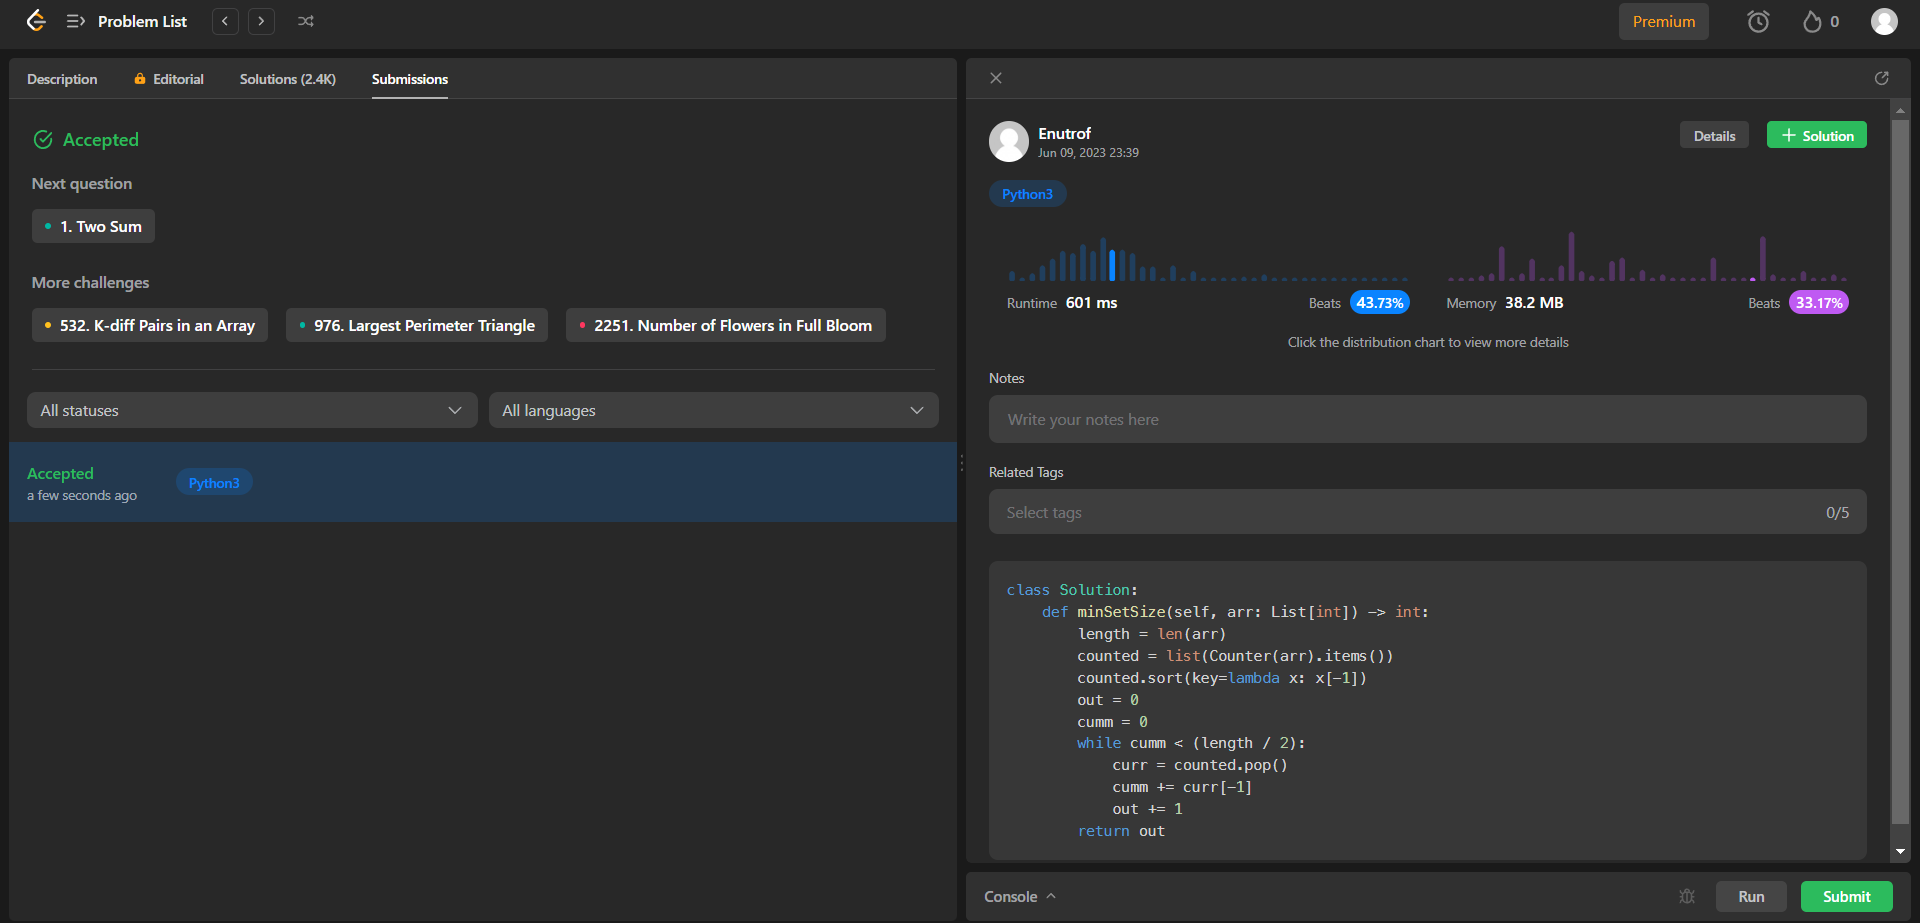 Problem List
Premium
0
Description
Editorial
Solutions (2.4K)
Submissions
Accepted
Next question
1. Two Sum
More challenges
532. K-diff Pairs in an Array
976. Largest Perimeter Triangle
2251. Number of Flowers in Full Bloom
All statuses
All languages
Accepted
a few seconds ago
Python3
Enutrof
Jun 09, 2023 23:39
Details
Solution
Python3
Runtime 601 ms
Beats 43.73%
Memory 38.2 MB
Beats 33.17%
Click the distribution chart to view more details
Notes
Write your notes here
Related Tags
Select tags
0/5
class Solution:
    def minSetSize(self, arr: List[int]) -> int:
        length = len(arr)
        counted = list(Counter(arr).items())
        counted.sort(key=lambda x: x[-1])
        out = 0
        cumm = 0
        while cumm < (length / 2):
            curr = counted.pop()
            cumm += curr[-1]
            out += 1
        return out
Console
Run
Submit